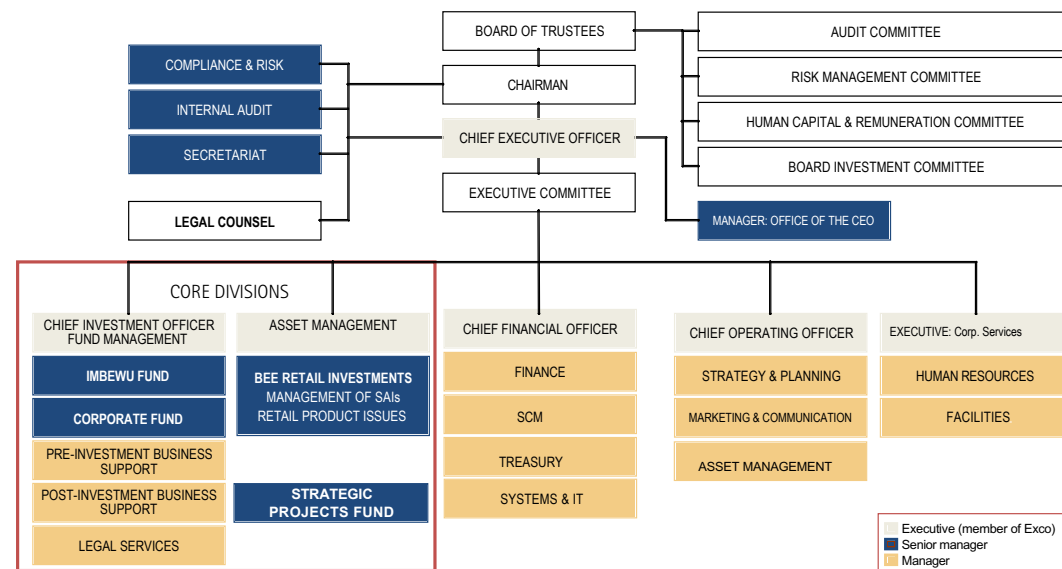 BOARD OF TRUSTEES
AUDIT COMMITTEE
COMPLIANCE & RISK
CHAIRMAN
RISK MANAGEMENT COMMITTEE
INTERNAL AUDIT
HUMAN CAPITAL & REMUNERATION COMMITTEE
CHIEF EXECUTIVE OFFICER
SECRETARIAT
BOARD INVESTMENT COMMITTEE
EXECUTIVE COMMITTEE
LEGAL COUNSEL
MANAGER: OFFICE OF THE CEO
CORE DIVISIONS
CHIEF INVESTMENT OFFICER
FUND MANAGEMENT
IMBEWU FUND
CORPORATE FUND
PRE-INVESTMENT BUSINESS
SUPPORT
POST-INVESTMENT BUSINESS
SUPPORT
LEGAL SERVICES
ASSET MANAGEMENT
BEE RETAIL INVESTMENTS
MANAGEMENT OF SAIs
RETAIL PRODUCT ISSUES
STRATEGIC
PROJECTS FUND
CHIEF FINANCIAL OFFICER
FINANCE
SCM
TREASURY
SYSTEMS & IT
CHIEF OPERATING OFFICER
STRATEGY & PLANNING
MARKETING & COMMUNICATION
ASSET MANAGEMENT
EXECUTIVE: Corp. Services
HUMAN RESOURCES
FACILITIES
Executive (member of Exco)
Senior manager
Manager